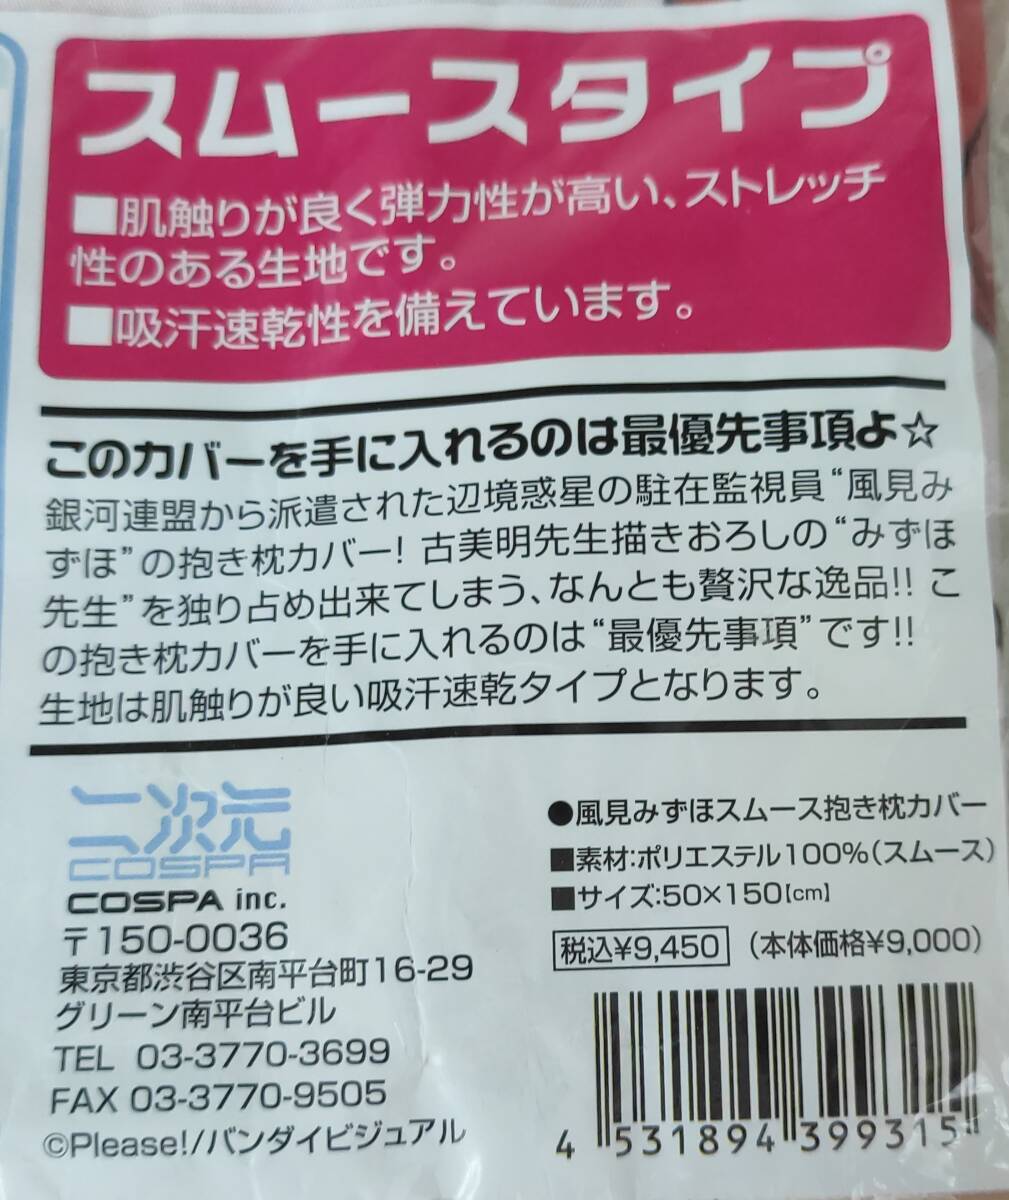 スムースタイプ
■肌触りが良く弾力性が高い、ストレッチ
性のある生地です。
■吸汗速乾性を備えています。
このカバーを手に入れるのは最優先事項よ☆
銀河連盟から派遣された辺境惑星の駐在監視員“風見み
ずほ”の抱き枕カバー!古美明先生描きおろしの“みずほ
先生”を独り占め出来てしまう、なんとも贅沢な逸品!!こ
の抱き枕カバーを手に入れるのは“最優先事項”です!!
生地は肌触りが良い吸汗速乾タイプとなります。
二次元
COSPA
COSPA inc.
〒150-0036
東京都渋谷区南平台町16-29
グリーン南平台ビル
TEL 03-3770-3699
FAX 03-3770-9505
©Please!/バンダイビジュアル
●風見みずほスムース抱き枕カバー
■素材:ポリエステル100%(スムース)
■サイズ:50×150[cm]
税込¥9,450 (本体価格¥9,000)
4 531894 399315